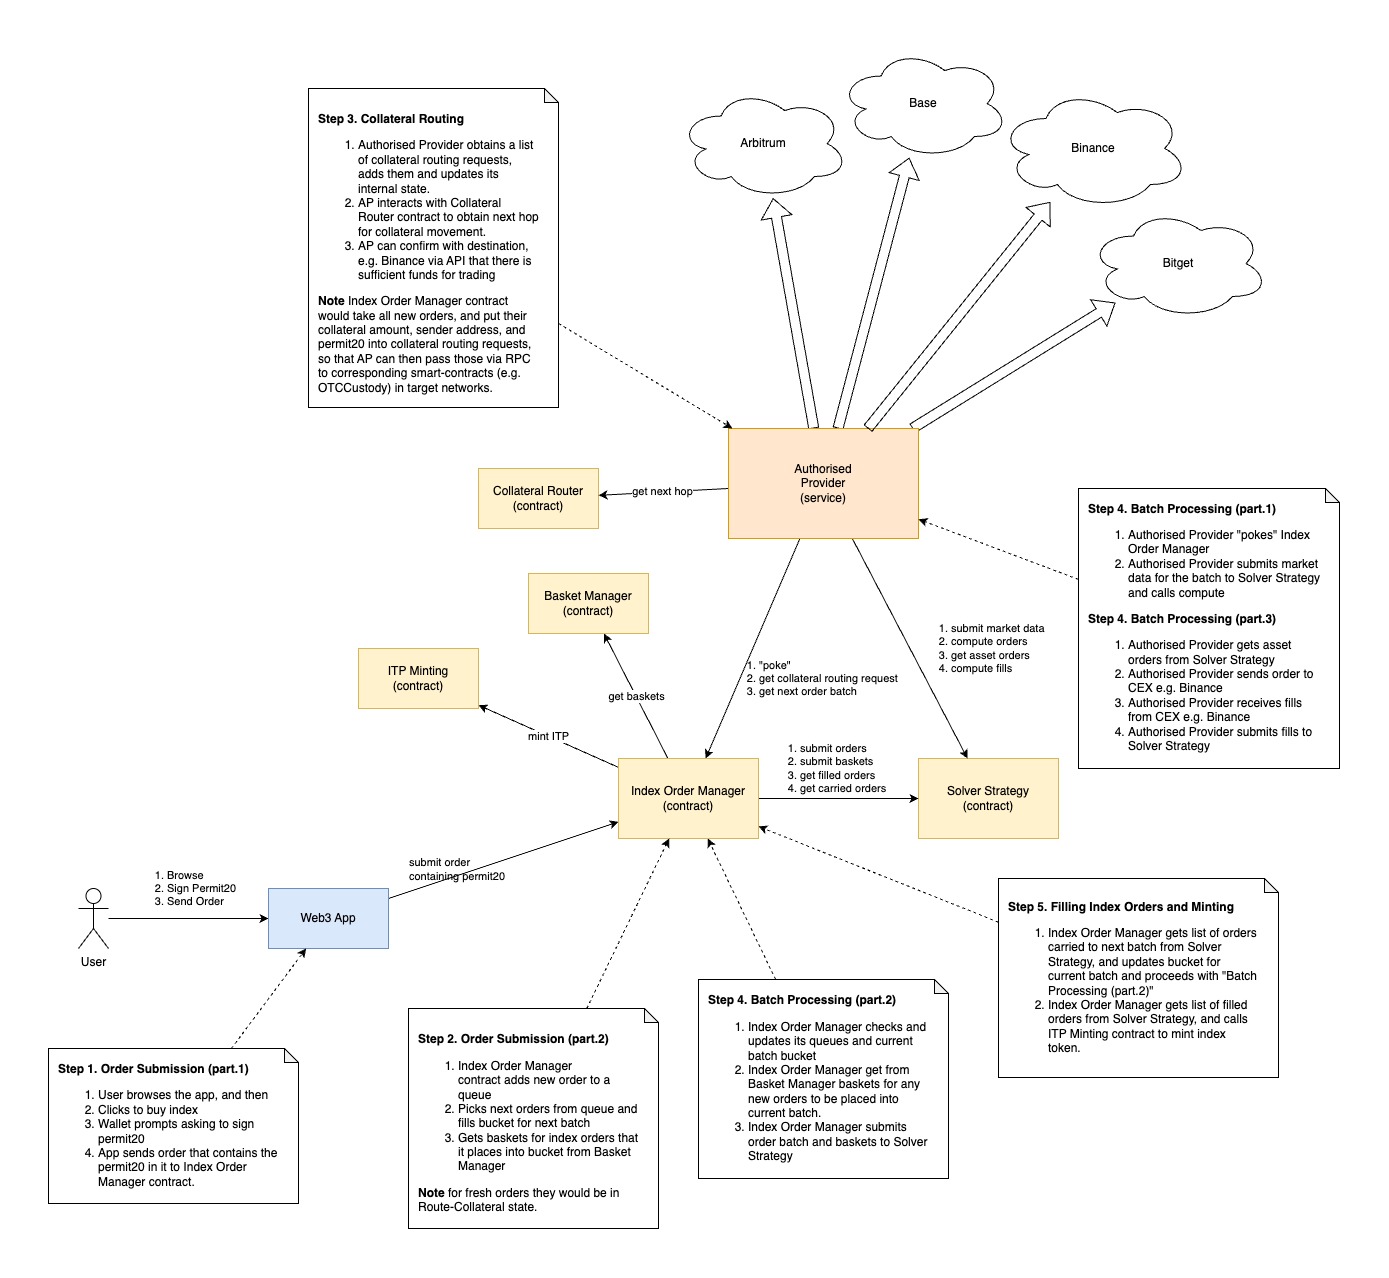 Step 3. Collateral Routing
1. Authorised Provider obtains a list
of collateral routing requests,
adds them and updates its
internal state.
2. AP interacts with Collateral
Router contract to obtain next hop
for collateral movement.
3. AP can confirm with destination,
e.g. Binance via API that there is
sufficient funds for trading
Note Index Order Manager contract
would take all new orders, and put their
collateral amount, sender address, and
permit20 into collateral routing requests,
so that AP can then pass those via RPC
to corresponding smart-contracts (e.g.
OTCCustody) in target networks.
Arbitrum
Base
Binance
Bitget
Authorised
Provider
(service)
Collateral Router
(contract)
get next hop
Step 4. Batch Processing (part.1)
1. Authorised Provider "pokes" Index
Order Manager
2. Authorised Provider submits market
data for the batch to Solver Strategy
and calls compute
Step 4. Batch Processing (part.3)
1. Authorised Provider gets asset
orders from Solver Strategy
2. Authorised Provider sends order to
CEX e.g. Binance
3. Authorised Provider receives fills
from CEX e.g. Binance
4. Authorised Provider submits fills to
Solver Strategy
Basket Manager
(contract)
ITP Minting
(contract)
get baskets
mint ITP
1. "poke"
2. get collateral routing request
3. get next order batch
1. submit market data
2. compute orders
3. get asset orders
4. compute fills
Index Order Manager
(contract)
1. submit orders
2. submit baskets
3. get filled orders
4. get carried orders
Solver Strategy
(contract)
submit order
containing permit20
1. Browse
2. Sign Permit20
3. Send Order
User
Web3 App
Step 1. Order Submission (part.1)
1. User browses the app, and then
2. Clicks to buy index
3. Wallet prompts asking to sign
permit20
4. App sends order that contains the
permit20 in it to Index Order
Manager contract.
Step 2. Order Submission (part.2)
1. Index Order Manager
contract adds new order to a
queue
2. Picks next orders from queue and
fills bucket for next batch
3. Gets baskets for index orders that
it places into bucket from Basket
Manager
Note for fresh orders they would be in
Route-Collateral state.
Step 4. Batch Processing (part.2)
1. Index Order Manager checks and
updates its queues and current
batch bucket
2. Index Order Manager get from
Basket Manager baskets for any
new orders to be placed into
current batch.
3. Index Order Manager submits
order batch and baskets to Solver
Strategy
Step 5. Filling Index Orders and Minting
1. Index Order Manager gets list of orders
carried to next batch from Solver
Strategy, and updates bucket for
current batch and proceeds with "Batch
Processing (part.2)"
2. Index Order Manager gets list of filled
orders from Solver Strategy, and calls
ITP Minting contract to mint index
token.